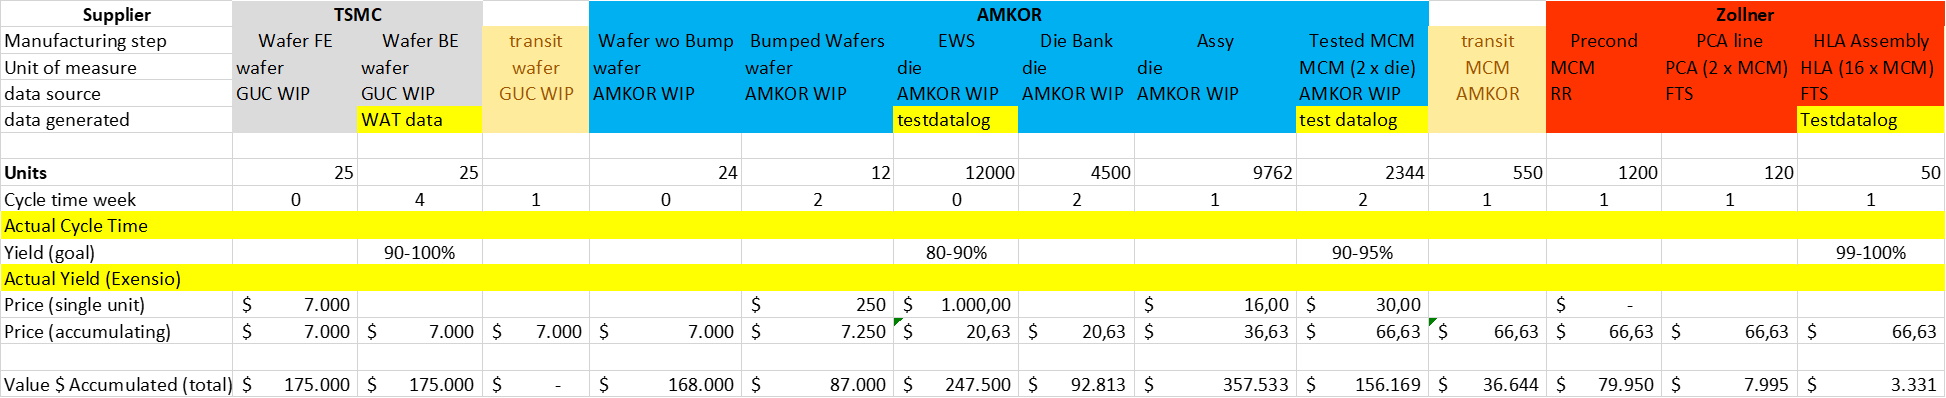 Supplier TSMC AMKOR Zollner
Manufacturing step Wafer FE Wafer BE transit Wafer wo Bump Bumped Wafers EWS Die Bank Assy Tested MCM transit Precond PCA line HLA Assembly
Unit of measure wafer wafer wafer wafer wafer die die die MCM (2 x die) MCM MCM PCA (2 x MCM) HLA (16 x MCM)
data source GUC WIP GUC WIP GUC WIP AMKOR WIP AMKOR WIP AMKOR WIP AMKOR WIP AMKOR WIP AMKOR WIP AMKOR RR FTS FTS
data generated WAT data testdatalog test datalog Testdatalog
Units 25 25 24 12 12000 4500 9762 2344 550 1200 120 50
Cycle time week 0 4 1 0 2 0 2 1 2 1 1 1 1
Actual Cycle Time
Yield (goal) 90-100% 80-90% 90-95% 99-100%
Actual Yield (Exensio)
Price (single unit) $ 7.000 $ 250 $ 1.000,00 $ 16,00 $ 30,00 $ -
Price (accumulating) $ 7.000 $ 7.000 $ 7.000 $ 7.000 $ 7.250 $ 20,63 $ 20,63 $ 36,63 $ 66,63 $ 66,63 $ 66,63 $ 66,63 $ 66,63
Value $ Accumulated (total) $ 175.000 $ 175.000 $ - $ 168.000 $ 87.000 $ 247.500 $ 92.813 $ 357.533 $ 156.169 $ 36.644 $ 79.950 $ 7.995 $ 3.331